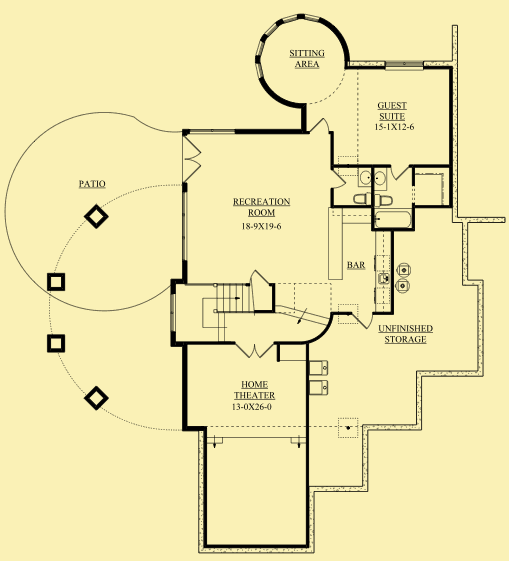 SITTING
AREA
GUEST
SUITE
15-1X12-6
PATIO
RECREATION
ROOM
18-9X19-6
BAR
UNFINISHED
STORAGE
HOME
THEATER
13-0X26-0